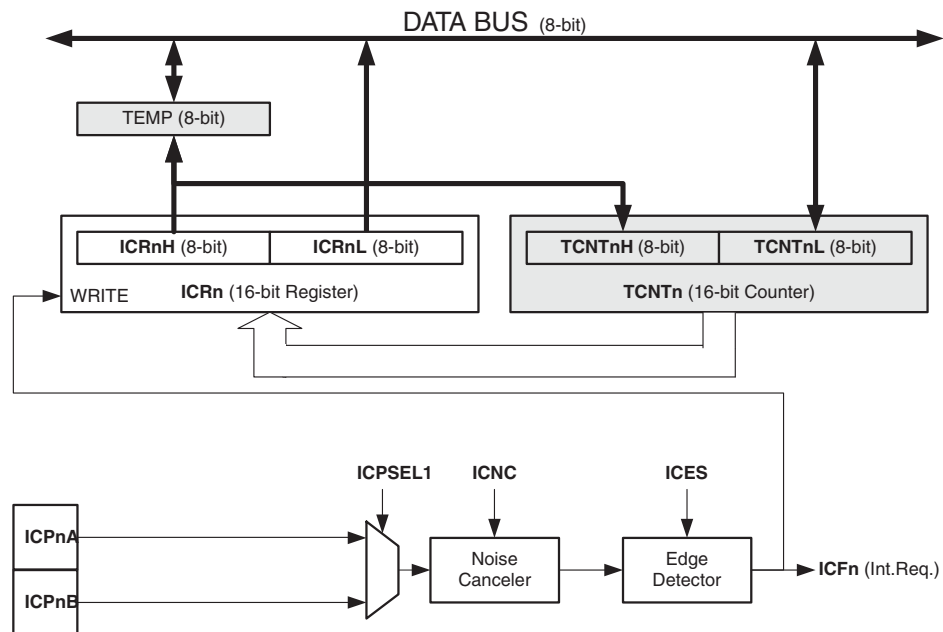 DATA BUS (8-bit)
TEMP (8-bit)
ICRnH (8-bit)
ICRnL (8-bit)
TCNTnH (8-bit)
TCNTnL (8-bit)
WRITE
ICRn (16-bit Register)
TCNTn (16-bit Counter)
ICPSEL1
ICNC
ICES
ICPnA
ICPnB
Noise
Canceler
Edge
Detector
ICFn (Int.Req.)